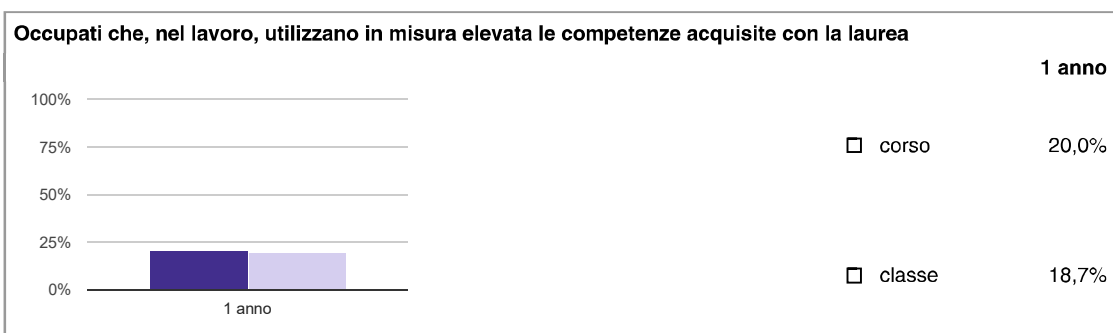 Occupati che, nel lavoro, utilizzano in misura elevata le competenze acquisite con la laurea
1 anno
100%
75%
50%
25%
0%
1 anno
corso 20,0%
classe 18,7%